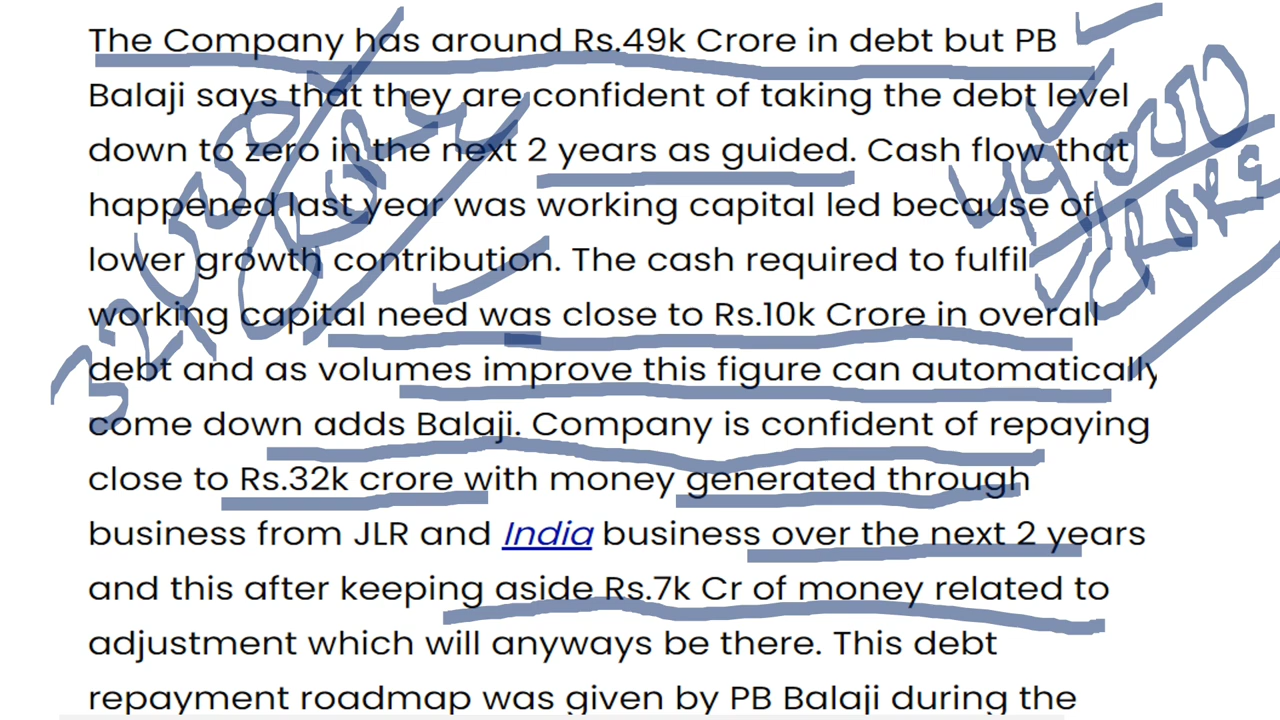 The Company has around Rs.49k Crore in debt but PB
Balaji says that they are confident of taking the debt level
down to zero in the next 2 years as guided. Cash flow that
happened last year was working capital led because of
lower growth contribution. The cash required to fulfil
working capital need was close to Rs.10k Crore in overall
debt and as volumes improve this figure can automatically
come down adds Balaji. Company is confident of repaying
close to Rs.32k crore with money generated through
business from JLR and India business over the next 2 years
and this after keeping aside Rs.7k Cr of money related to
adjustment which will anyways be there. This debt
repayment roadmap was given by PB Balaji during the
49000
CRORE
32,000